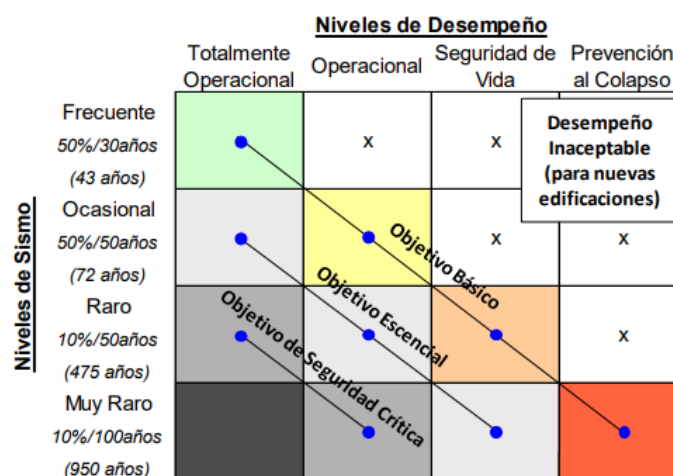 Niveles de Desempeño
Totalmente
Operacional
Operacional
Seguridad de
Vida
Prevención
al Colapso
Niveles de Sismo
Frecuente
50%/30años
(43 años)
x
x
Desempeño
Inaceptable
(para nuevas
edificaciones)
Ocasional
50%/50años
(72 años)
x
x
Objetivo Básico
Raro
10%/50años
(475 años)
x
Objetivo Escencial
Objetivo de Seguridad Crítica
Muy Raro
10%/100años
(950 años)